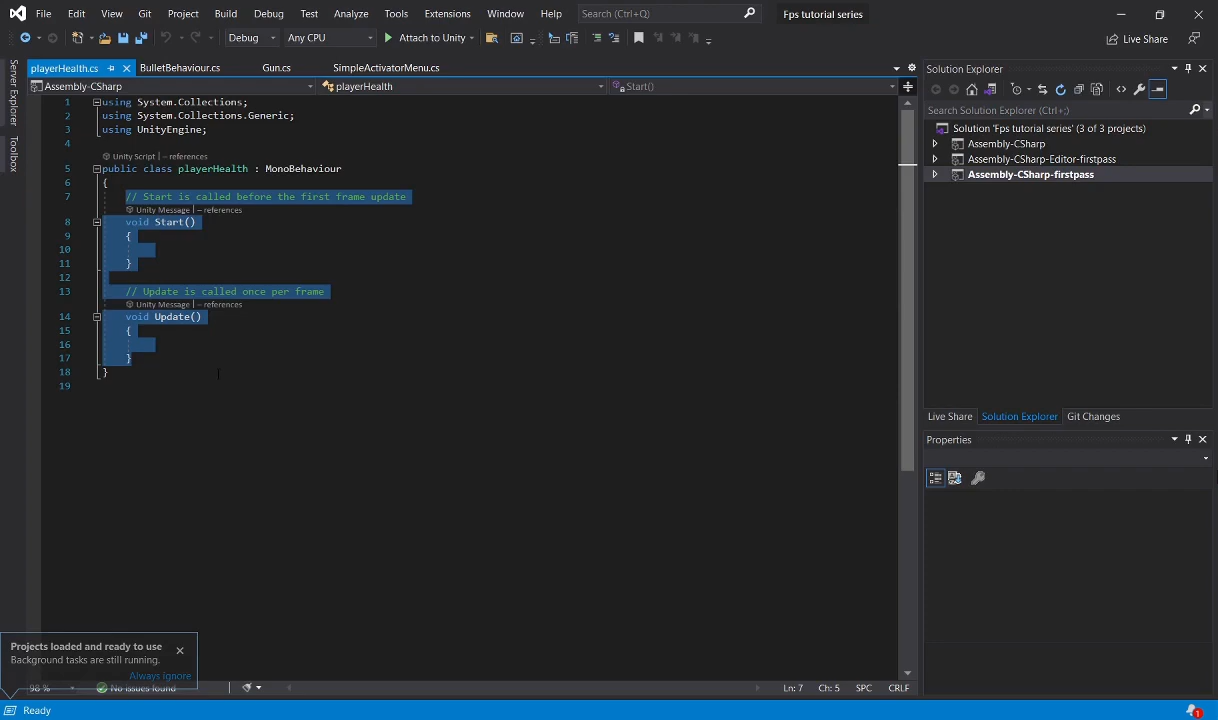 File Edit View Git Project Build Debug Test Analyze Tools Extensions Window Help Search (Ctrl+Q) Fps tutorial series
Debug Any CPU Attach to Unity Live Share
Server Explorer
Toolbox
playerHealth.cs BulletBehaviour.cs Gun.cs SimpleActivatorMenu.cs
Assembly-CSharp playerHealth Start()
1 using System.Collections;
2 using System.Collections.Generic;
3 using UnityEngine;
4
Unity Script | – references
5 public class playerHealth : MonoBehaviour
6 {
7 // Start is called before the first frame update
Unity Message | – references
8 void Start()
9 {
10
11 }
12
13 // Update is called once per frame
Unity Message | – references
14 void Update()
15 {
16
17 }
18 }
19
Solution Explorer
Search Solution Explorer (Ctrl+;)
Solution 'Fps tutorial series' (3 of 3 projects)
Assembly-CSharp
Assembly-CSharp-Editor-firstpass
Assembly-CSharp-firstpass
Live Share Solution Explorer Git Changes
Properties
Projects loaded and ready to use
Background tasks are still running.
Always ignore
98 % No issues found Ln: 7 Ch: 5 SPC CRLF
Ready 1